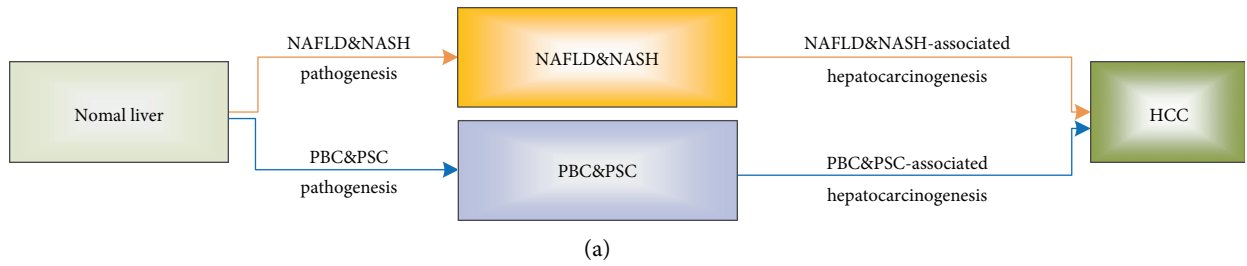 Nomal liver
NAFLD&NASH
pathogenesis
NAFLD&NASH
NAFLD&NASH-associated
hepatocarcinogenesis
PBC&PSC
pathogenesis
PBC&PSC
PBC&PSC-associated
hepatocarcinogenesis
HCC
(a)